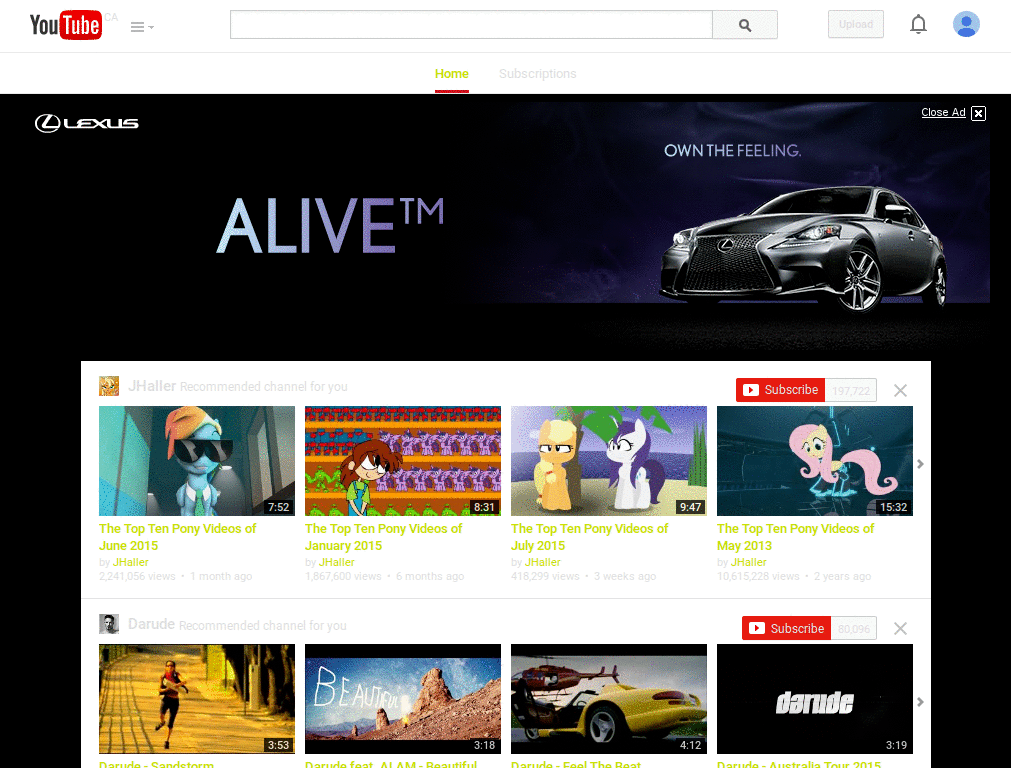 YouTube CA
Upload
Home Subscriptions
LEXUS
Close Ad
OWN THE FEELING.
ALIVE™
JHaller Recommended channel for you
Subscribe 197,722
7:52
8:31
9:47
15:32
The Top Ten Pony Videos of
June 2015
by JHaller
2,241,056 views • 1 month ago
The Top Ten Pony Videos of
January 2015
by JHaller
1,867,600 views • 6 months ago
The Top Ten Pony Videos of
July 2015
by JHaller
418,299 views • 3 weeks ago
The Top Ten Pony Videos of
May 2013
by JHaller
10,615,228 views • 2 years ago
Darude Recommended channel for you
Subscribe 80,096
3:53
BEAUTIFUL
3:18
4:12
darude
3:19
Darude - Sandstorm
Darude feat. ALAM - Beautiful
Darude - Feel The Beat
Darude - Australia Tour 2015